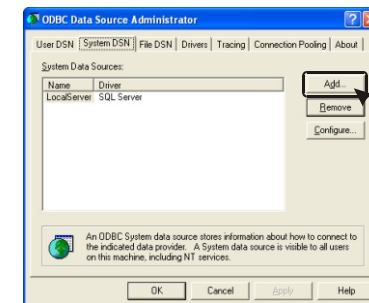 ODBC Data Source Administrator
User DSN System DSN File DSN Drivers Tracing Connection Pooling About
System Data Sources:
Name Driver
LocalServer SQL Server
Add...
Remove
Configure...
An ODBC System data source stores information about how to connect to
the indicated data provider. A System data source is visible to all users
on this machine, including NT services.
OK Cancel Apply Help